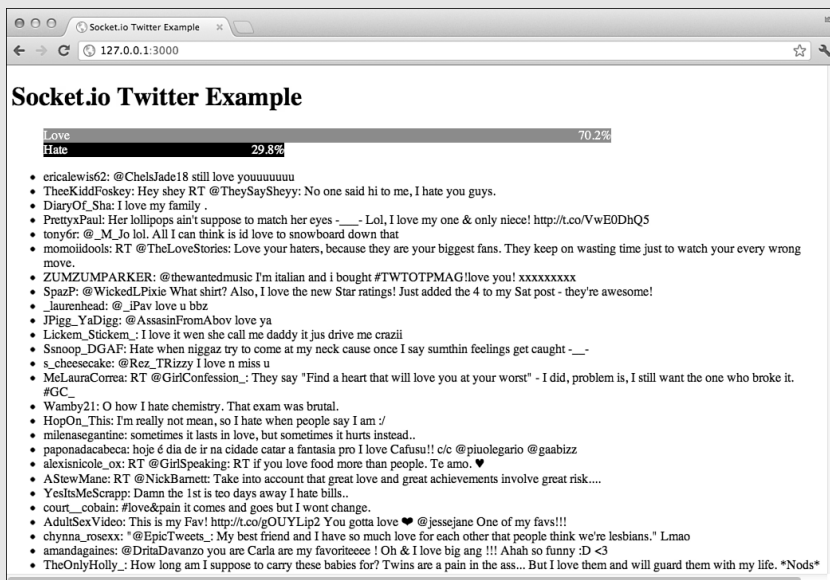 Socket.io Twitter Example
127.0.0.1:3000
Socket.io Twitter Example
Love 70.2%
Hate 29.8%
ericalewis62: @ChelsJade18 still love youuuuuuu
TheeKiddFoskey: Hey shey RT @TheySaySheyy: No one said hi to me, I hate you guys.
DiaryOf_Sha: I love my family .
PrettyxPaul: Her lollipops ain't suppose to match her eyes -___- Lol, I love my one & only niece! http://t.co/VwE0DhQ5
tony6r: @_M_Jo lol. All I can think is id love to snowboard down that
momoiidools: RT @TheLoveStories: Love your haters, because they are your biggest fans. They keep on wasting time just to watch your every wrong
move.
ZUMZUMPARKER: @thewantedmusic I'm italian and i bought #TWTOTPMAG!love you! xxxxxxxxx
SpazP: @WickedLPixie What shirt? Also, I love the new Star ratings! Just added the 4 to my Sat post - they're awesome!
_laurenhead: @_iPav love u bbz
JPigg_YaDigg: @AssasinFromAbov love ya
Lickem_Stickem_: I love it wen she call me daddy it jus drive me crazii
Ssnoop_DGAF: Hate when niggaz try to come at my neck cause once I say sumthin feelings get caught -__-
s_cheesecake: @Rez_TRizzy I love n miss u
MeLauraCorrea: RT @GirlConfession_: They say "Find a heart that will love you at your worst" - I did, problem is, I still want the one who broke it.
#GC_
Wamby21: O how I hate chemistry. That exam was brutal.
HopOn_This: I'm really not mean, so I hate when people say I am :/
milenasegantine: sometimes it lasts in love, but sometimes it hurts instead..
paponadacabeca: hoje é dia de ir na cidade catar a fantasia pro I love Cafusu!! c/c @piuolegario @gaabizz
alexisnicole_ox: RT @GirlSpeaking: RT if you love food more than people. Te amo. ♥
AStewMane: RT @NickBarnett: Take into account that great love and great achievements involve great risk....
YesItsMeScrapp: Damn the 1st is teo days away I hate bills..
court__cobain: #love&pain it comes and goes but I wont change.
AdultSexVideo: This is my Fav! http://t.co/gOUYLip2 You gotta love ❤ @jessejane One of my favs!!!
chynna_rosexx: "@EpicTweets_: My best friend and I have so much love for each other that people think we're lesbians." Lmao
amandagaines: @DritaDavanzo you are Carla are my favoriteeee ! Oh & I love big ang !!! Ahah so funny :D <3
TheOnlyHolly_: How long am I suppose to carry these babies for? Twins are a pain in the ass... But I love them and will guard them with my life. *Nods*